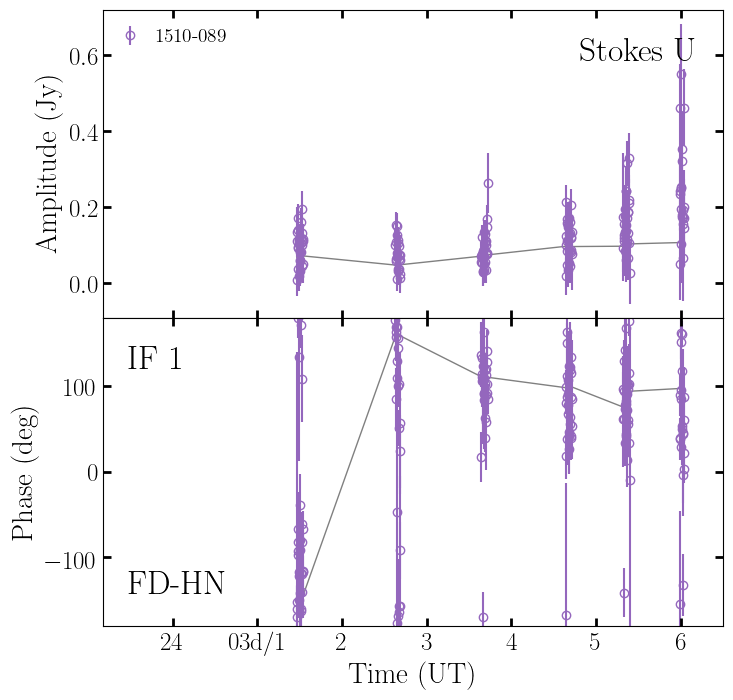 1510-089
Stokes U
0.6
0.4
0.2
0.0
Amplitude (Jy)
IF 1
100
0
−100
Phase (deg)
FD-HN
24 03d/1 2 3 4 5 6
Time (UT)